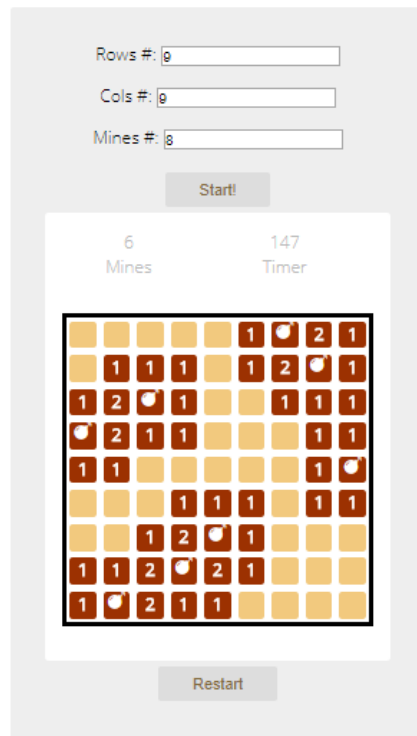 Rows #: 9
Cols #: 9
Mines #: 8
Start!
6 147
Mines Timer
1 2 1
1 1 1 1 2 1
1 2 1 1 1 1
2 1 1 1 1
1 1 1
1 1 1 1 1
1 2 1
1 1 2 2 1
1 2 1 1
Restart